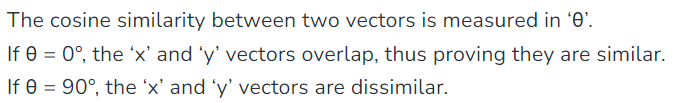 The cosine similarity between two vectors is measured in ‘θ’.
If θ = 0°, the ‘x’ and ‘y’ vectors overlap, thus proving they are similar.
If θ = 90°, the ‘x’ and ‘y’ vectors are dissimilar.